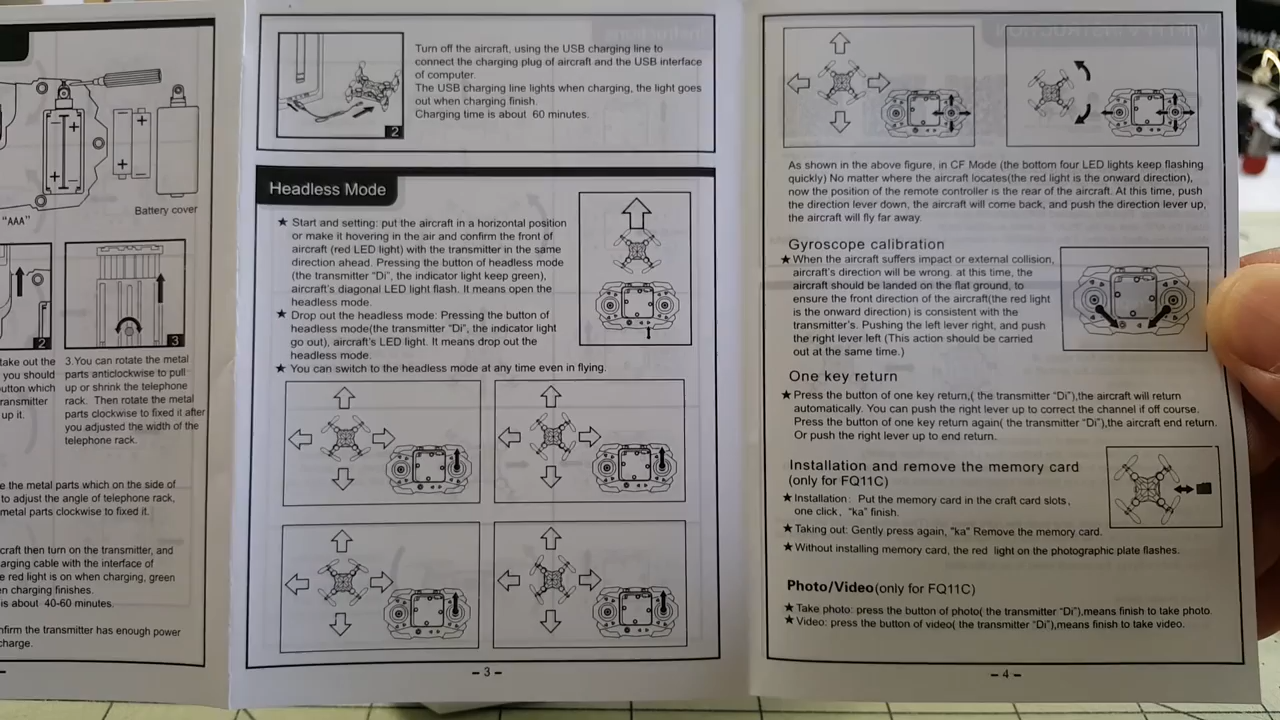 "AAA"
Battery cover
2
3
take out the
you should
button which
ransmitter
up it.
3.You can rotate the metal
parts anticlockwise to pull
up or shrink the telephone
rack. Then rotate the metal
parts clockwise to fixed it after
you adjusted the width of the
telephone rack.
e the metal parts which on the side of
to adjust the angle of telephone rack,
metal parts clockwise to fixed it.
craft then turn on the transmitter, and
arging cable with the interface of
e red light is on when charging, green
en charging finishes.
is about 40-60 minutes.
nfirm the transmitter has enough power
charge.
2
Turn off the aircraft, using the USB charging line to
connect the charging plug of aircraft and the USB interface
of computer.
The USB charging line lights when charging, the light goes
out when charging finish.
Charging time is about 60 minutes.
Headless Mode
★ Start and setting: put the aircraft in a horizontal position
or make it hovering in the air and confirm the front of
aircraft (red LED light) with the transmitter in the same
direction ahead. Pressing the button of headless mode
(the transmitter "Di", the indicator light keep green),
aircraft's diagonal LED light flash. It means open the
headless mode.
★ Drop out the headless mode: Pressing the button of
headless mode(the transmitter "Di", the indicator light
go out), aircraft's LED light. It means drop out the
headless mode.
★ You can switch to the headless mode at any time even in flying.
– 3 –
As shown in the above figure, in CF Mode (the bottom four LED lights keep flashing
quickly) No matter where the aircraft locates(the red light is the onward direction),
now the position of the remote controller is the rear of the aircraft. At this time, push
the direction lever down, the aircraft will come back, and push the direction lever up,
the aircraft will fly far away.
Gyroscope calibration
★ When the aircraft suffers impact or external collision,
aircraft's direction will be wrong. at this time, the
aircraft should be landed on the flat ground, to
ensure the front direction of the aircraft(the red light
is the onward direction) is consistent with the
transmitter's. Pushing the left lever right, and push
the right lever left (This action should be carried
out at the same time.)
One key return
★ Press the button of one key return,( the transmitter "Di"),the aircraft will return
automatically. You can push the right lever up to correct the channel if off course.
Press the button of one key return again( the transmitter "Di"),the aircraft end return.
Or push the right lever up to end return.
Installation and remove the memory card
(only for FQ11C)
★ Installation: Put the memory card in the craft card slots,
one click, "ka" finish.
★ Taking out: Gently press again, "ka" Remove the memory card.
★ Without installing memory card, the red light on the photographic plate flashes.
Photo/Video(only for FQ11C)
★ Take photo: press the button of photo( the transmitter "Di"),means finish to take photo.
★ Video: press the button of video( the transmitter "Di"),means finish to take video.
– 4 –